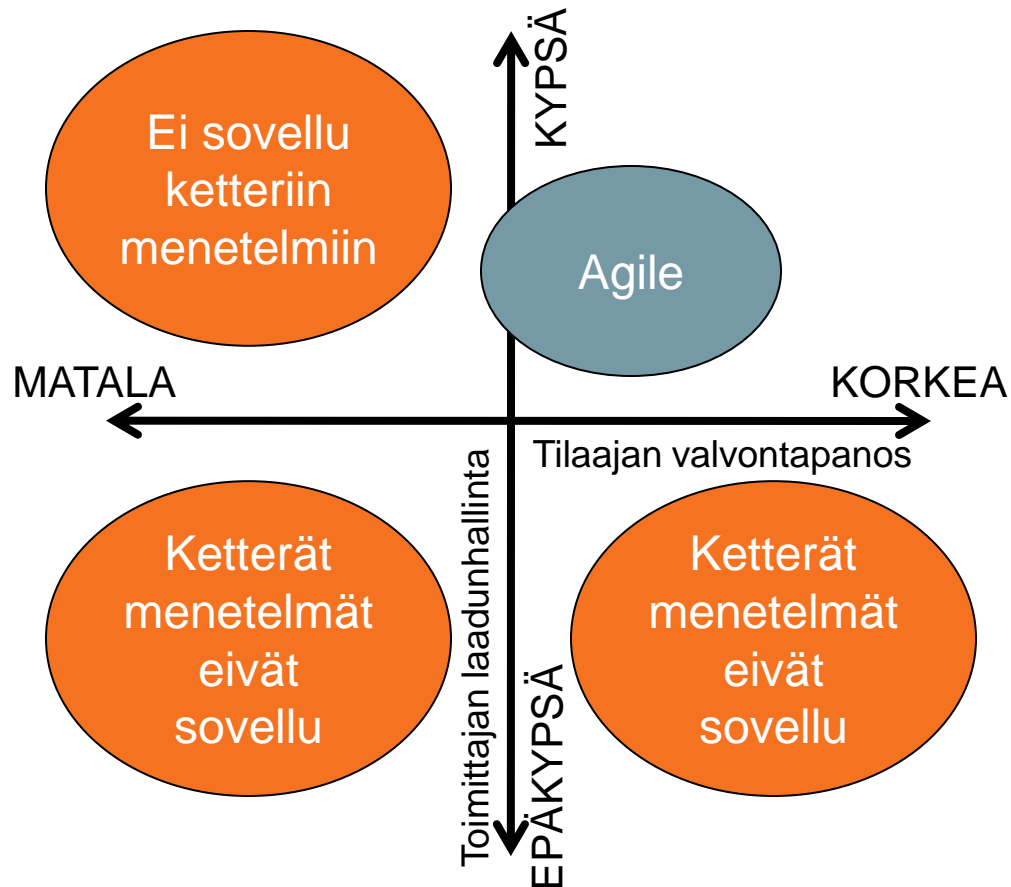 KYPSÄ
Ei sovellu
ketteriin
menetelmiin
Agile
MATALA
KORKEA
Tilaajan valvontapanos
Toimittajan laadunhallinta
Ketterät
menetelmät
eivät
sovellu
Ketterät
menetelmät
eivät
sovellu
EPÄKYPSÄ